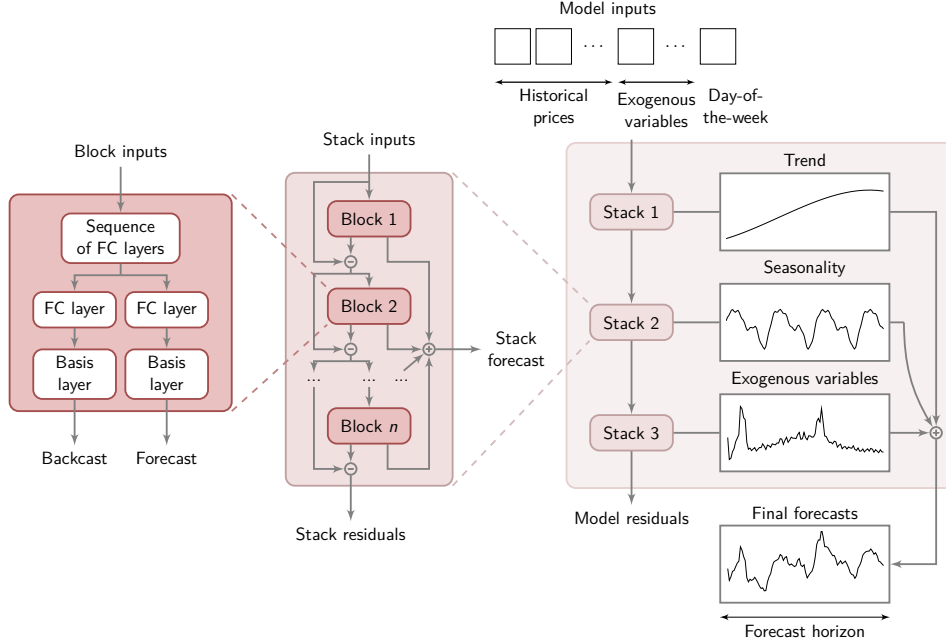 Model inputs
...
...
Historical
prices
Exogenous
variables
Day-of-
the-week
Block inputs
Sequence
of FC layers
FC layer
FC layer
Basis
layer
Basis
layer
Backcast
Forecast
Stack inputs
Block 1
−
Block 2
−
+
...
...
...
Block n
−
Stack
forecast
Stack residuals
Trend
Stack 1
Seasonality
Stack 2
Exogenous variables
Stack 3
+
Model residuals
Final forecasts
Forecast horizon